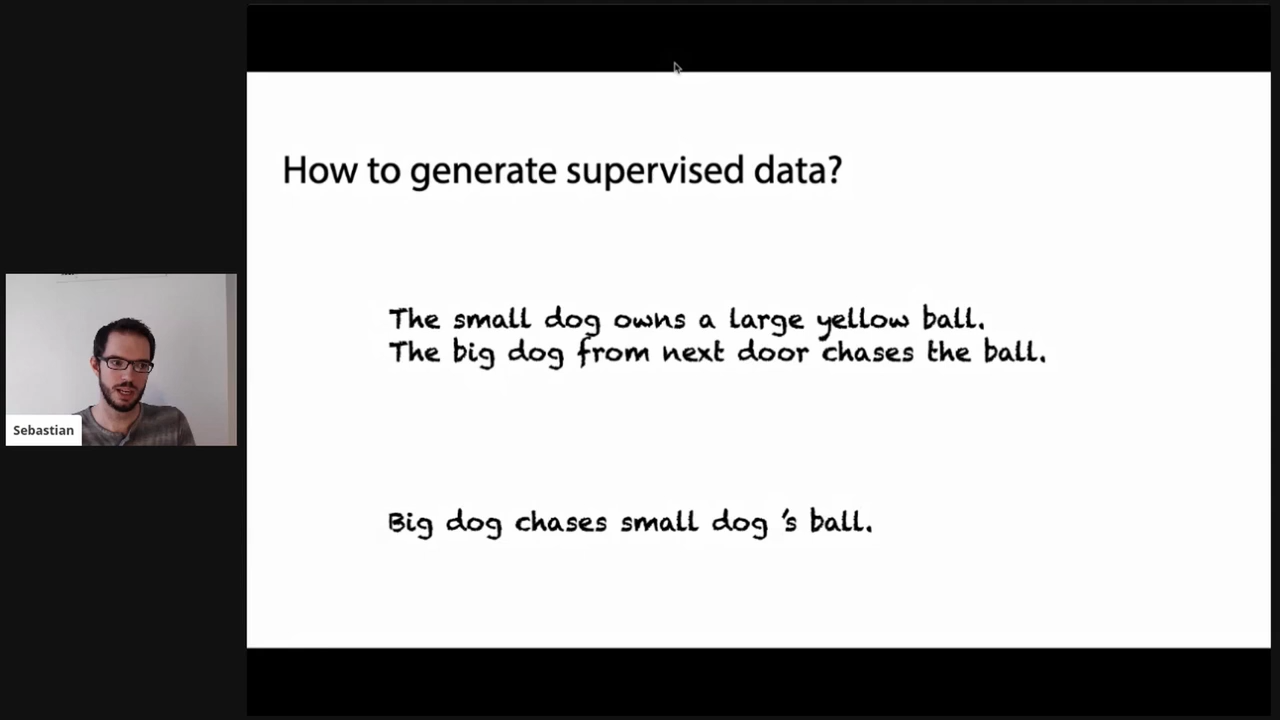 How to generate supervised data?
The small dog owns a large yellow ball.
The big dog from next door chases the ball.
Sebastian
Big dog chases small dog 's ball.